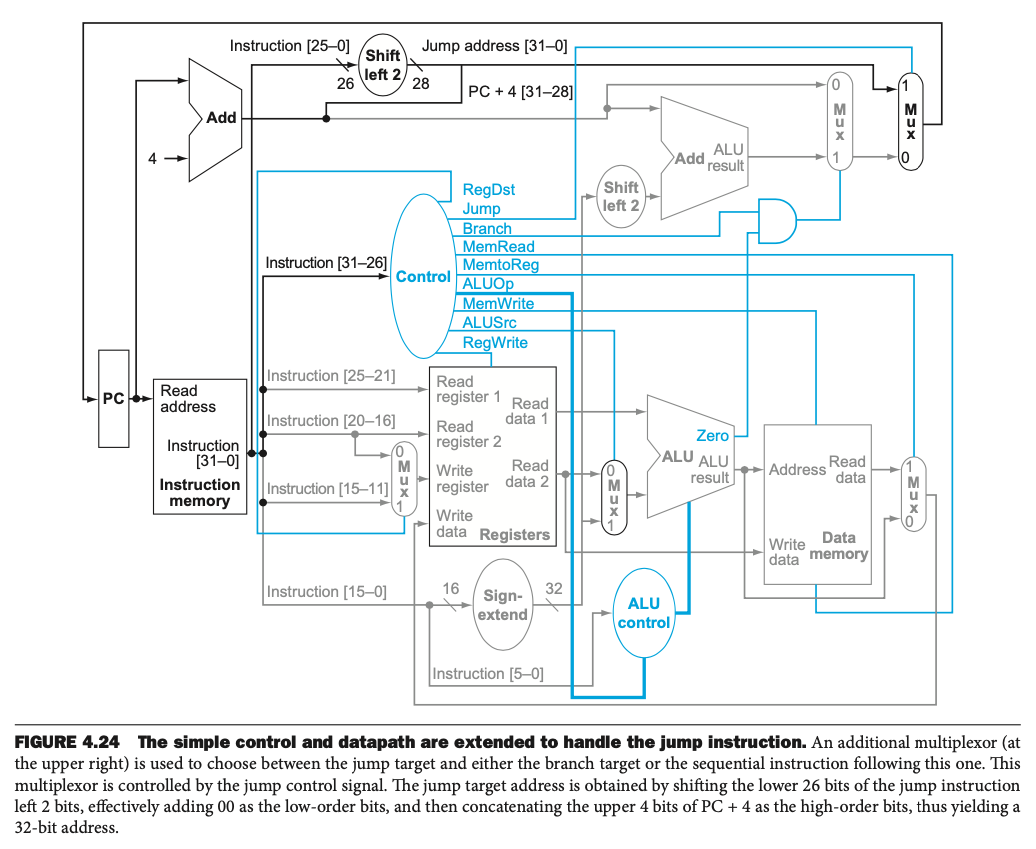 Instruction [25–0]
Shift
left 2
Jump address [31–0]
26
28
PC + 4 [31–28]
Add
4
0
M
u
x
1
1
M
u
x
0
Add
ALU
result
Shift
left 2
RegDst
Jump
Branch
MemRead
MemtoReg
ALUOp
MemWrite
ALUSrc
RegWrite
Instruction [31–26]
Control
PC
Read
address
Instruction
[31–0]
Instruction
memory
Instruction [25–21]
Instruction [20–16]
Instruction [15–11]
0
M
u
x
1
Read
register 1
Read
register 2
Write
register
Write
data
Read
data 1
Read
data 2
Registers
0
M
u
x
1
Zero
ALU
ALU
result
Address
Read
data
Write
data
Data
memory
1
M
u
x
0
Instruction [15–0]
16
Sign-
extend
32
ALU
control
Instruction [5–0]
FIGURE 4.24 The simple control and datapath are extended to handle the jump instruction. An additional multiplexor (at
the upper right) is used to choose between the jump target and either the branch target or the sequential instruction following this one. This
multiplexor is controlled by the jump control signal. The jump target address is obtained by shifting the lower 26 bits of the jump instruction
left 2 bits, effectively adding 00 as the low-order bits, and then concatenating the upper 4 bits of PC + 4 as the high-order bits, thus yielding a
32-bit address.